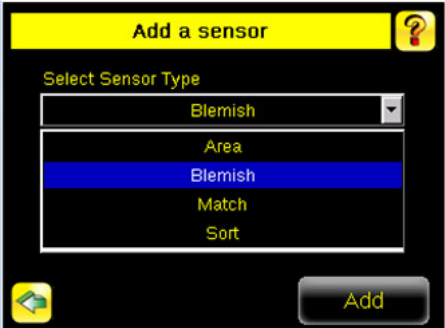 Add a sensor
?
Select Sensor Type
Blemish
Area
Blemish
Match
Sort
Add